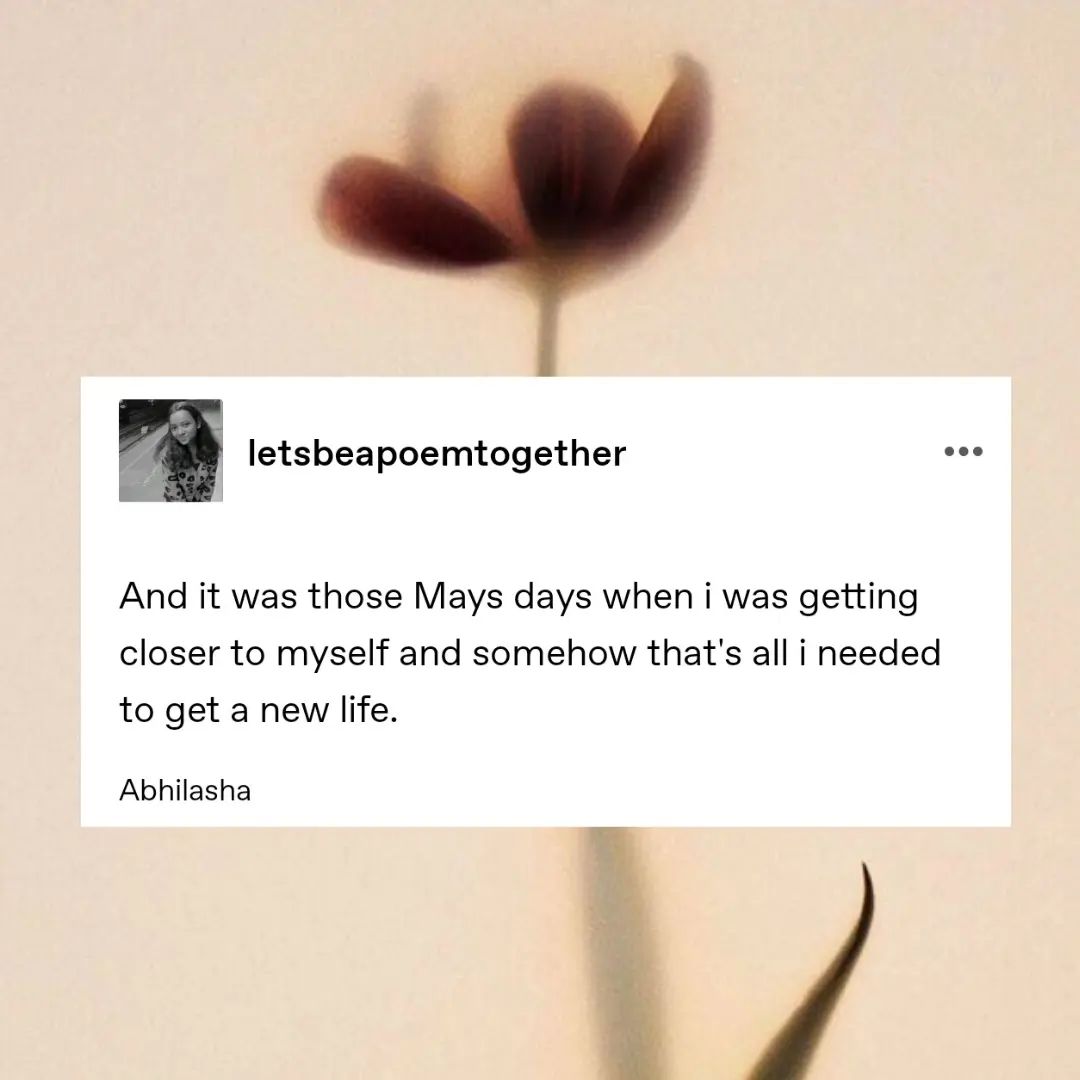 letsbeapoemtogether
And it was those Mays days when i was getting
closer to myself and somehow that's all i needed
to get a new life.
Abhilasha